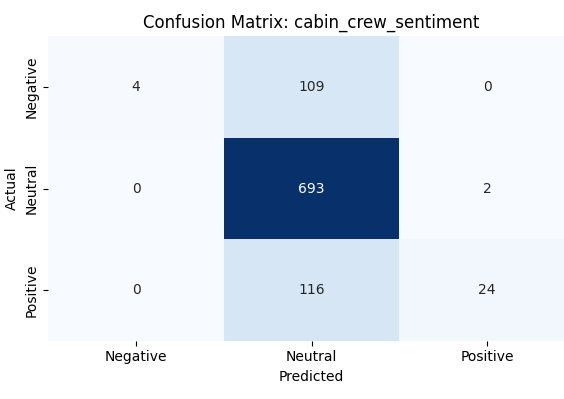 Confusion Matrix: cabin_crew_sentiment
Actual
Negative
4 109 0
Neutral
0 693 2
Positive
0 116 24
Negative Neutral Positive
Predicted